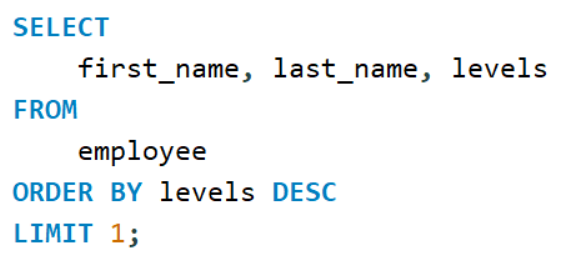 SELECT
first_name, last_name, levels
FROM
employee
ORDER BY levels DESC
LIMIT 1;